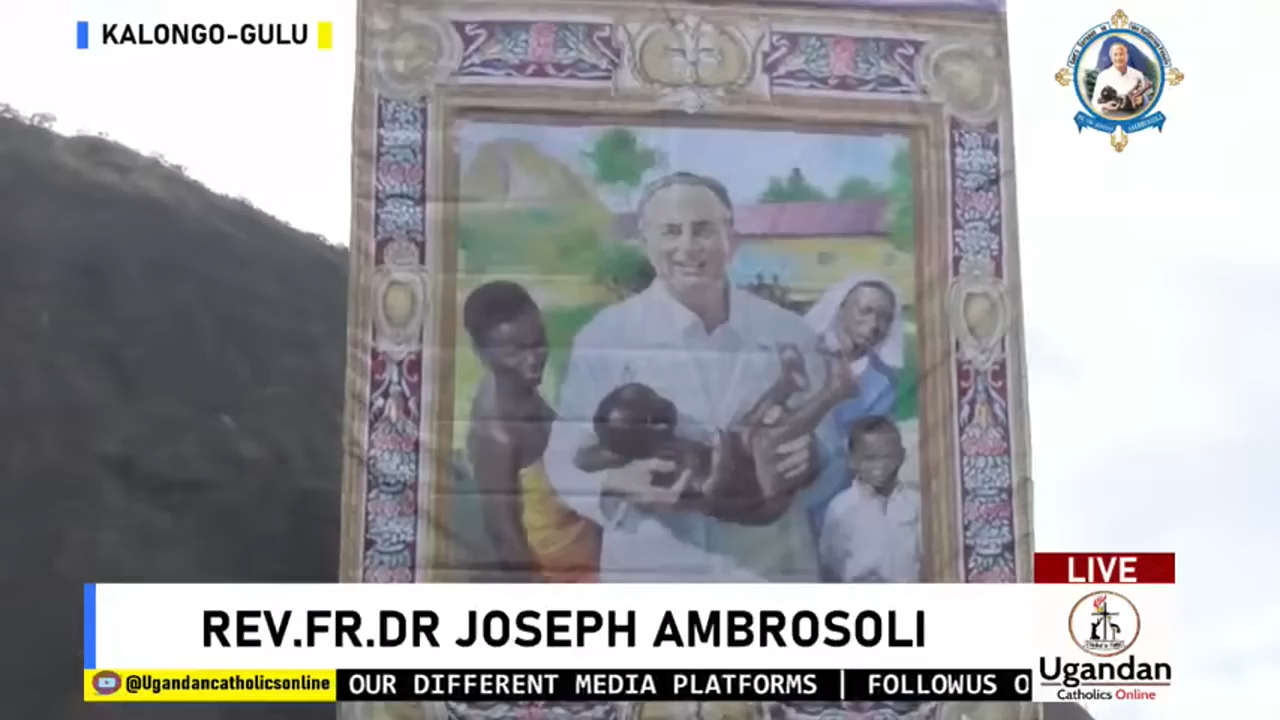 KALONGO-GULU
REV.FR.DR JOSEPH AMBROSOLI
LIVE
Ugandan
Catholics Online
@Ugandancatholicsonline
OUR DIFFERENT MEDIA PLATFORMS | FOLLOWUS O